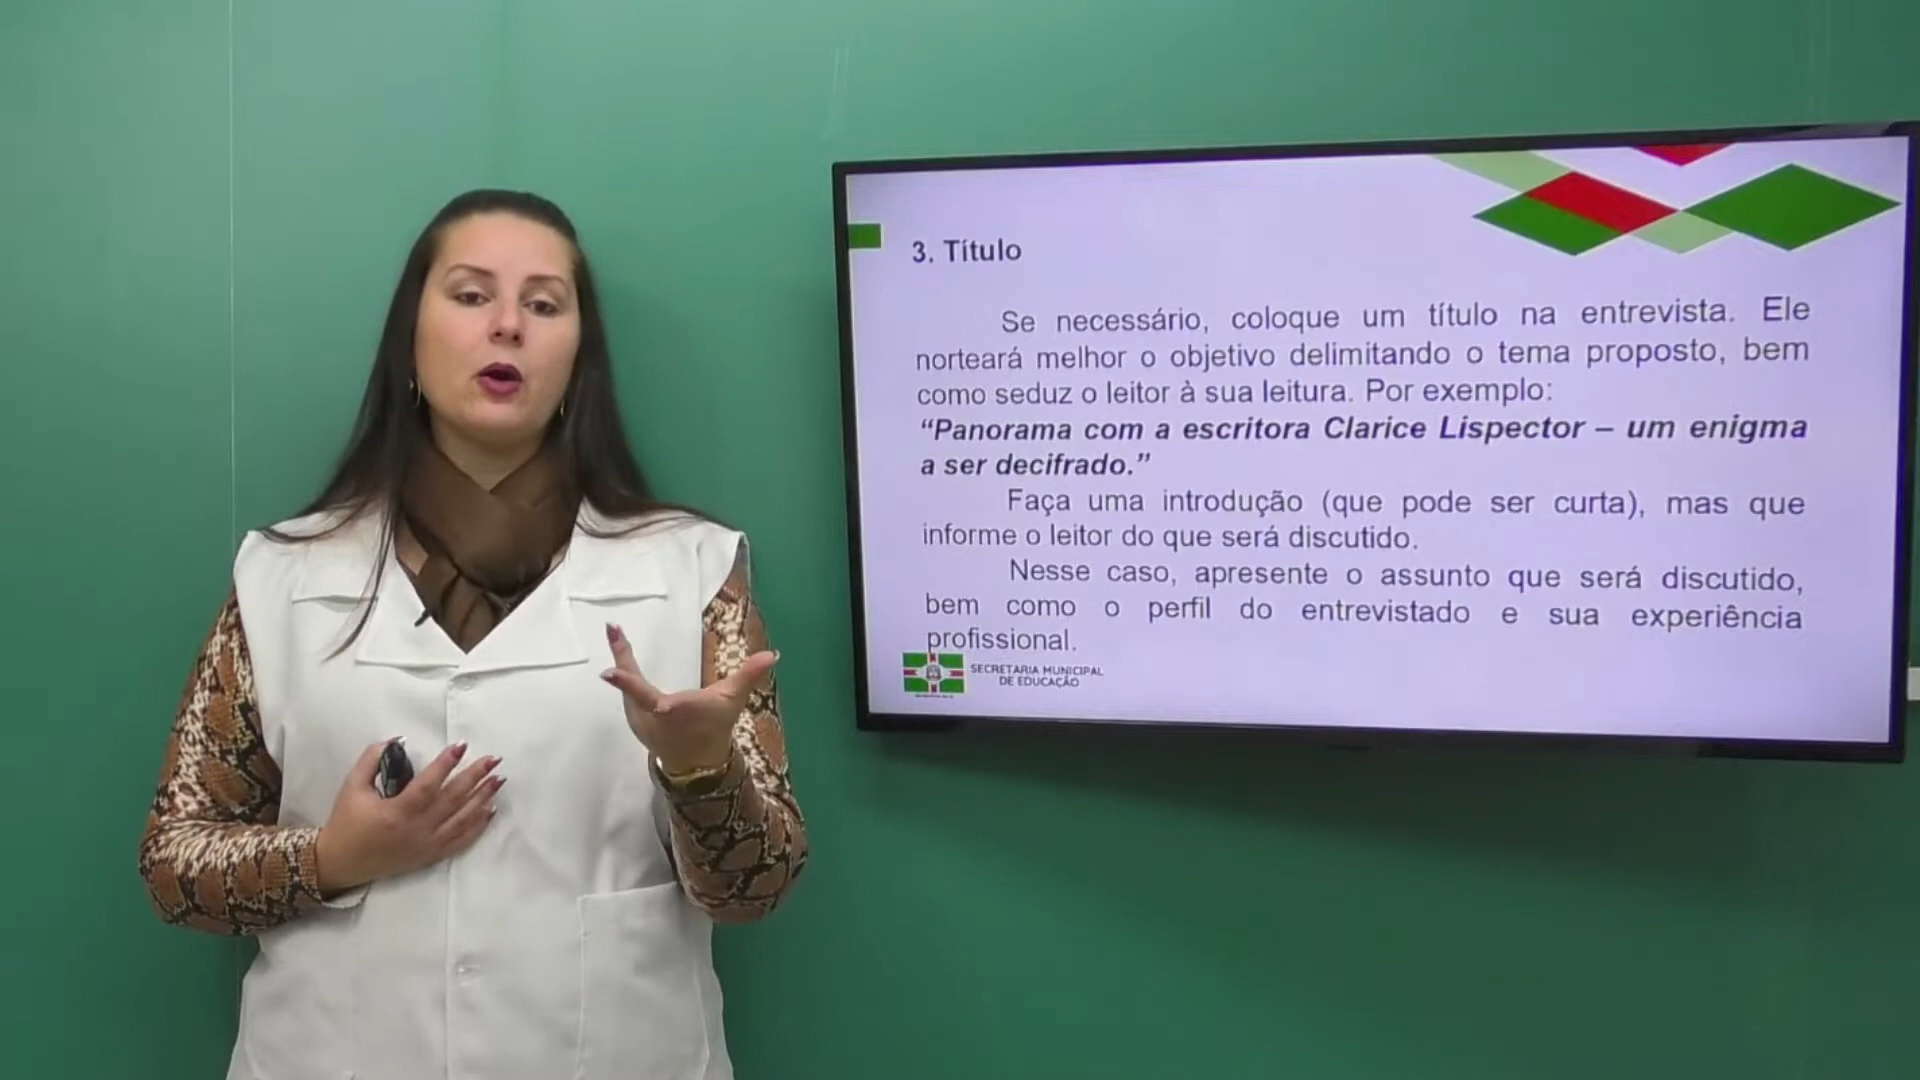 3. Título
Se necessário, coloque um título na entrevista. Ele
norteará melhor o objetivo delimitando o tema proposto, bem
como seduz o leitor à sua leitura. Por exemplo:
“Panorama com a escritora Clarice Lispector – um enigma
a ser decifrado.”
Faça uma introdução (que pode ser curta), mas que
informe o leitor do que será discutido.
Nesse caso, apresente o assunto que será discutido,
bem como o perfil do entrevistado e sua experiência
profissional.
SECRETARIA MUNICIPAL
DE EDUCAÇÃO